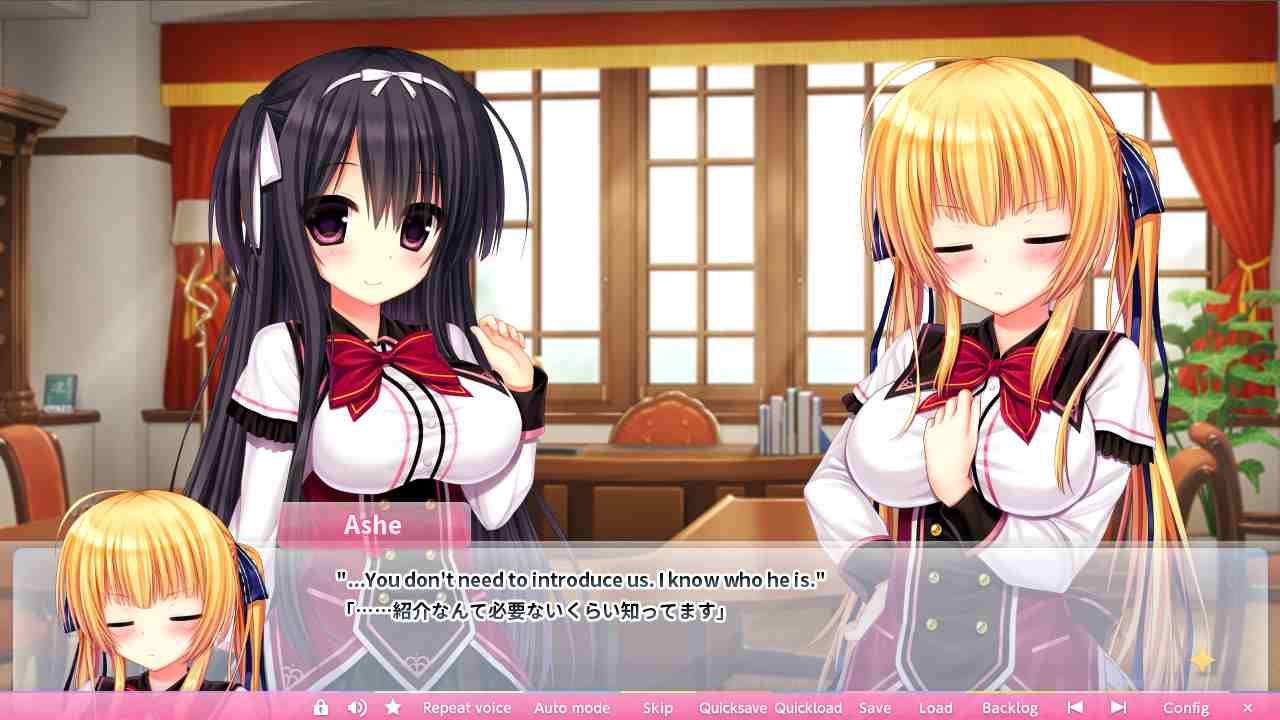 Ashe
"...You don't need to introduce us. I know who he is."
「……紹介なんて必要ないくらい知ってます」
Repeat voice Auto mode Skip Quicksave Quickload Save Load Backlog Config ×